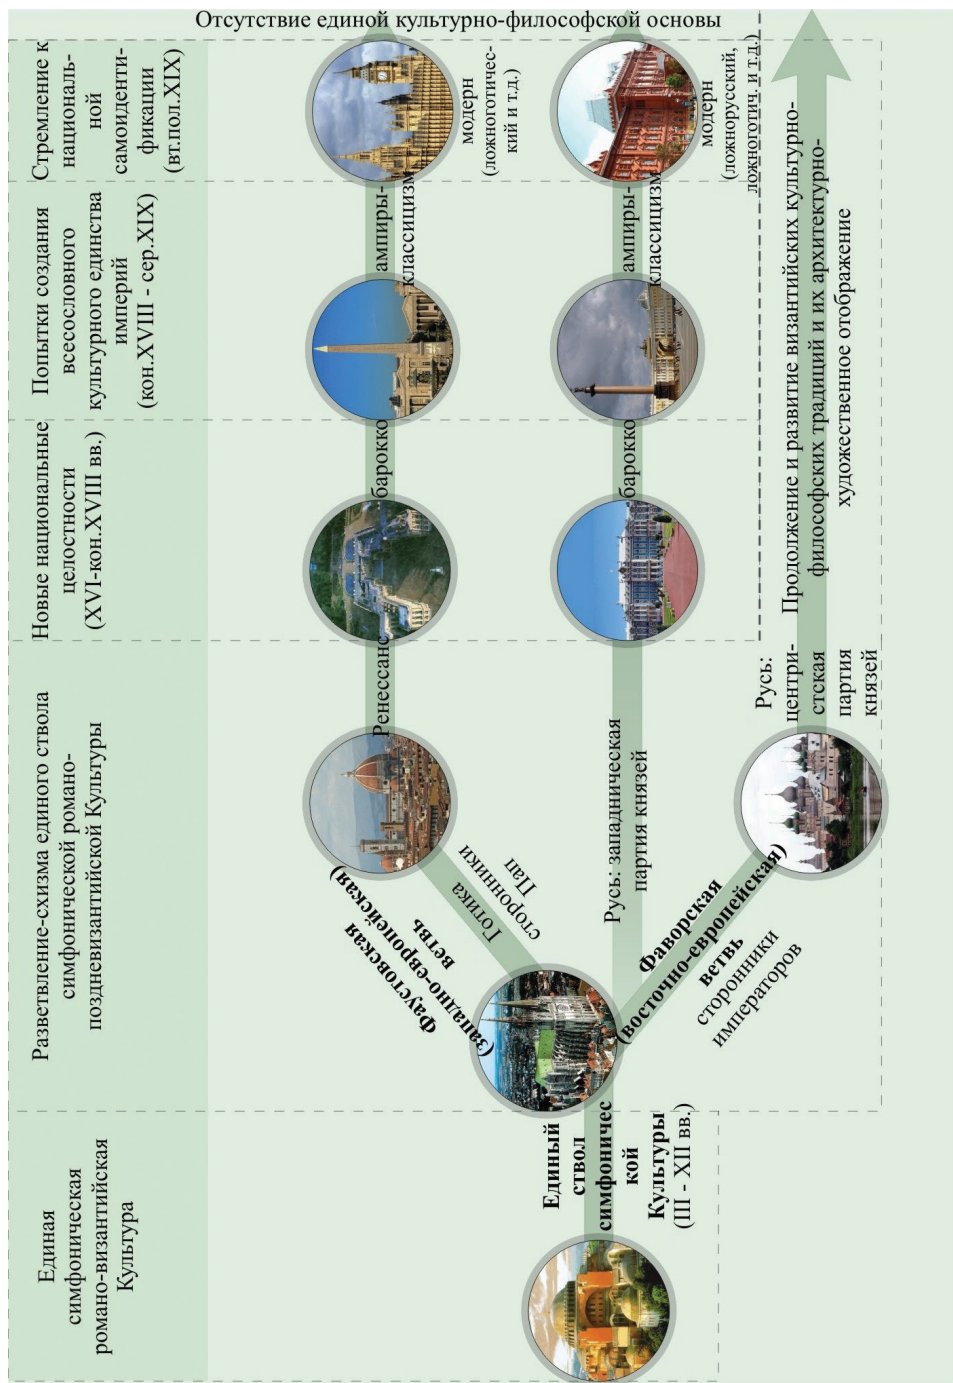 Отсутствие единой культурно-философской основы
Стремление к
националь-
ной
самоиденти-
фикации
(вт.пол.XIX)
модерн
(ложноготичес-
кий и т.д.)
модерн
(ложнорусский,
ложноготич. и т.д.)
Попытки создания
всесословного
культурного единства
империй
(кон.XVIII - сер.XIX)
ампиры-
классицизм
ампиры-
классицизм
Новые национальные
целостности
(XVI-кон.XVIII вв.)
барокко
барокко
Продолжение и развитие византийских культурно-
философских традиций и их архитектурно-
художественное отображение
Разветвление-схизма единого ствола
симфонической романо-
поздневизантийской Культуры
Ренессанс
Фаустовская
(западно-европейская)
ветвь
Готика
сторонники
Пап
Русь: западническая
партия князей
Русь:
центри-
стская
партия
князей
Фаворская
(восточно-европейская)
ветвь
сторонники
императоров
Единая
симфоническая
романо-византийская
Культура
Единый
ствол
симфоничес
кой
Культуры
(III - XII вв.)